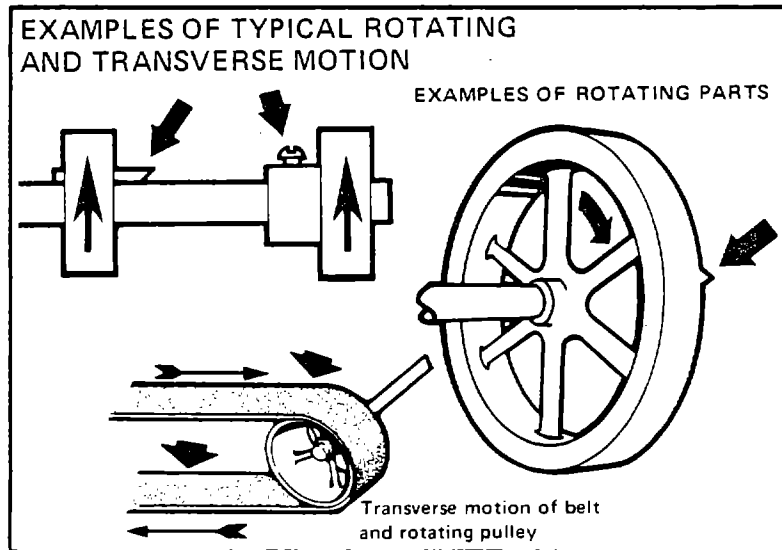 EXAMPLES OF TYPICAL ROTATING
AND TRANSVERSE MOTION
EXAMPLES OF ROTATING PARTS
Transverse motion of belt
and rotating pulley